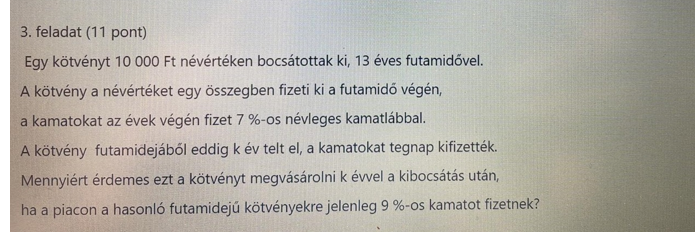 3. feladat (11 pont)
Egy kötvényt 10 000 Ft névértéken bocsátottak ki, 13 éves futamidővel.
A kötvény a névértéket egy összegben fizeti ki a futamidő végén,
a kamatokat az évek végén fizet 7 %-os névleges kamatlábbal.
A kötvény futamidejából eddig k év telt el, a kamatokat tegnap kifizették.
Mennyiért érdemes ezt a kötvényt megvásárolni k évvel a kibocsátás után,
ha a piacon a hasonló futamidejű kötvényekre jelenleg 9 %-os kamatot fizetnek?